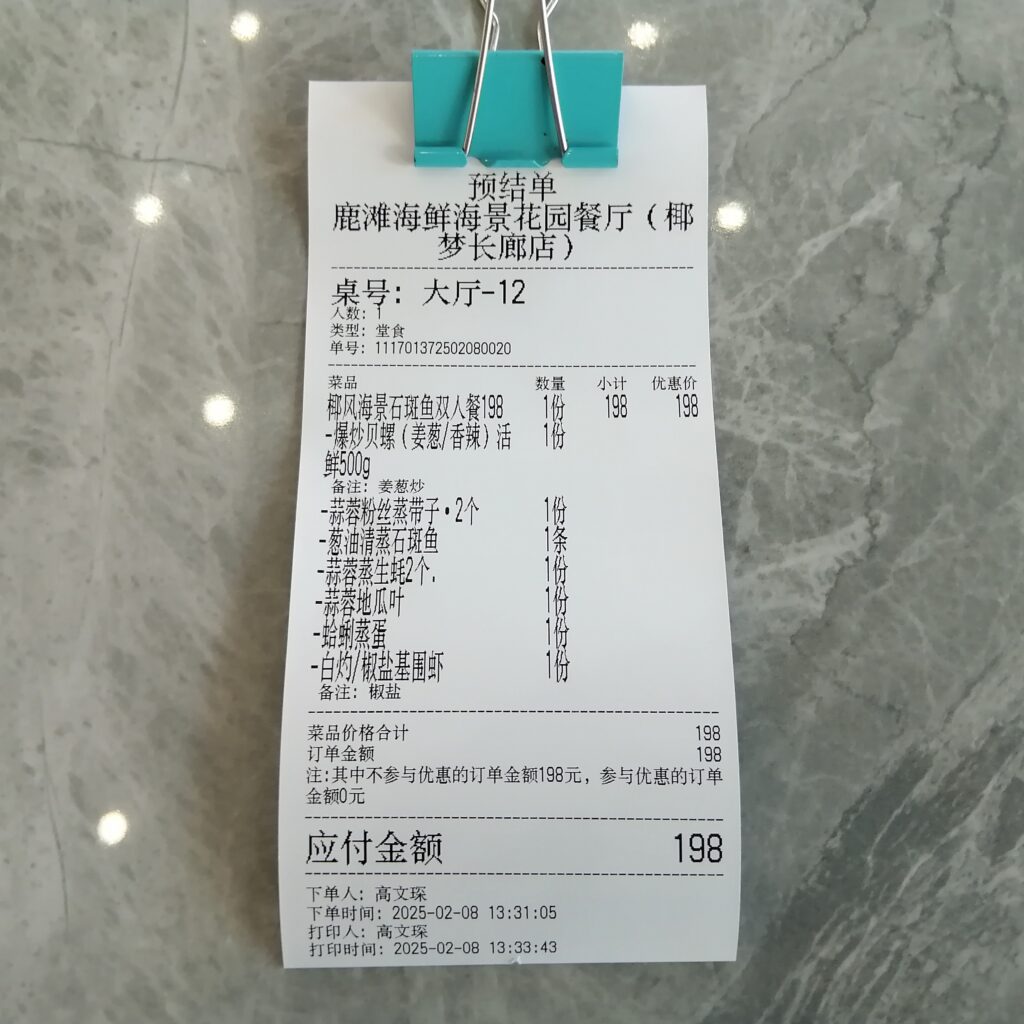 预结单
鹿滩海鲜海景花园餐厅（椰
梦长廊店）
桌号: 大厅-12
人数: 1
类型: 堂食
单号: 111701372502080020
菜品 数量 小计 优惠价
椰风海景石斑鱼双人餐198 1份 198 198
-爆炒贝螺（姜葱/香辣）活 1份
鲜500g
备注: 姜葱炒
-蒜蓉粉丝蒸带子•2个 1份
-葱油清蒸石斑鱼 1条
-蒜蓉蒸生蚝2个. 1份
-蒜蓉地瓜叶 1份
-蛤蜊蒸蛋 1份
-白灼/椒盐基围虾 1份
备注: 椒盐
菜品价格合计 198
订单金额 198
注:其中不参与优惠的订单金额198元, 参与优惠的订单
金额0元
应付金额 198
下单人: 高文琛
下单时间: 2025-02-08 13:31:05
打印人: 高文琛
打印时间: 2025-02-08 13:33:43